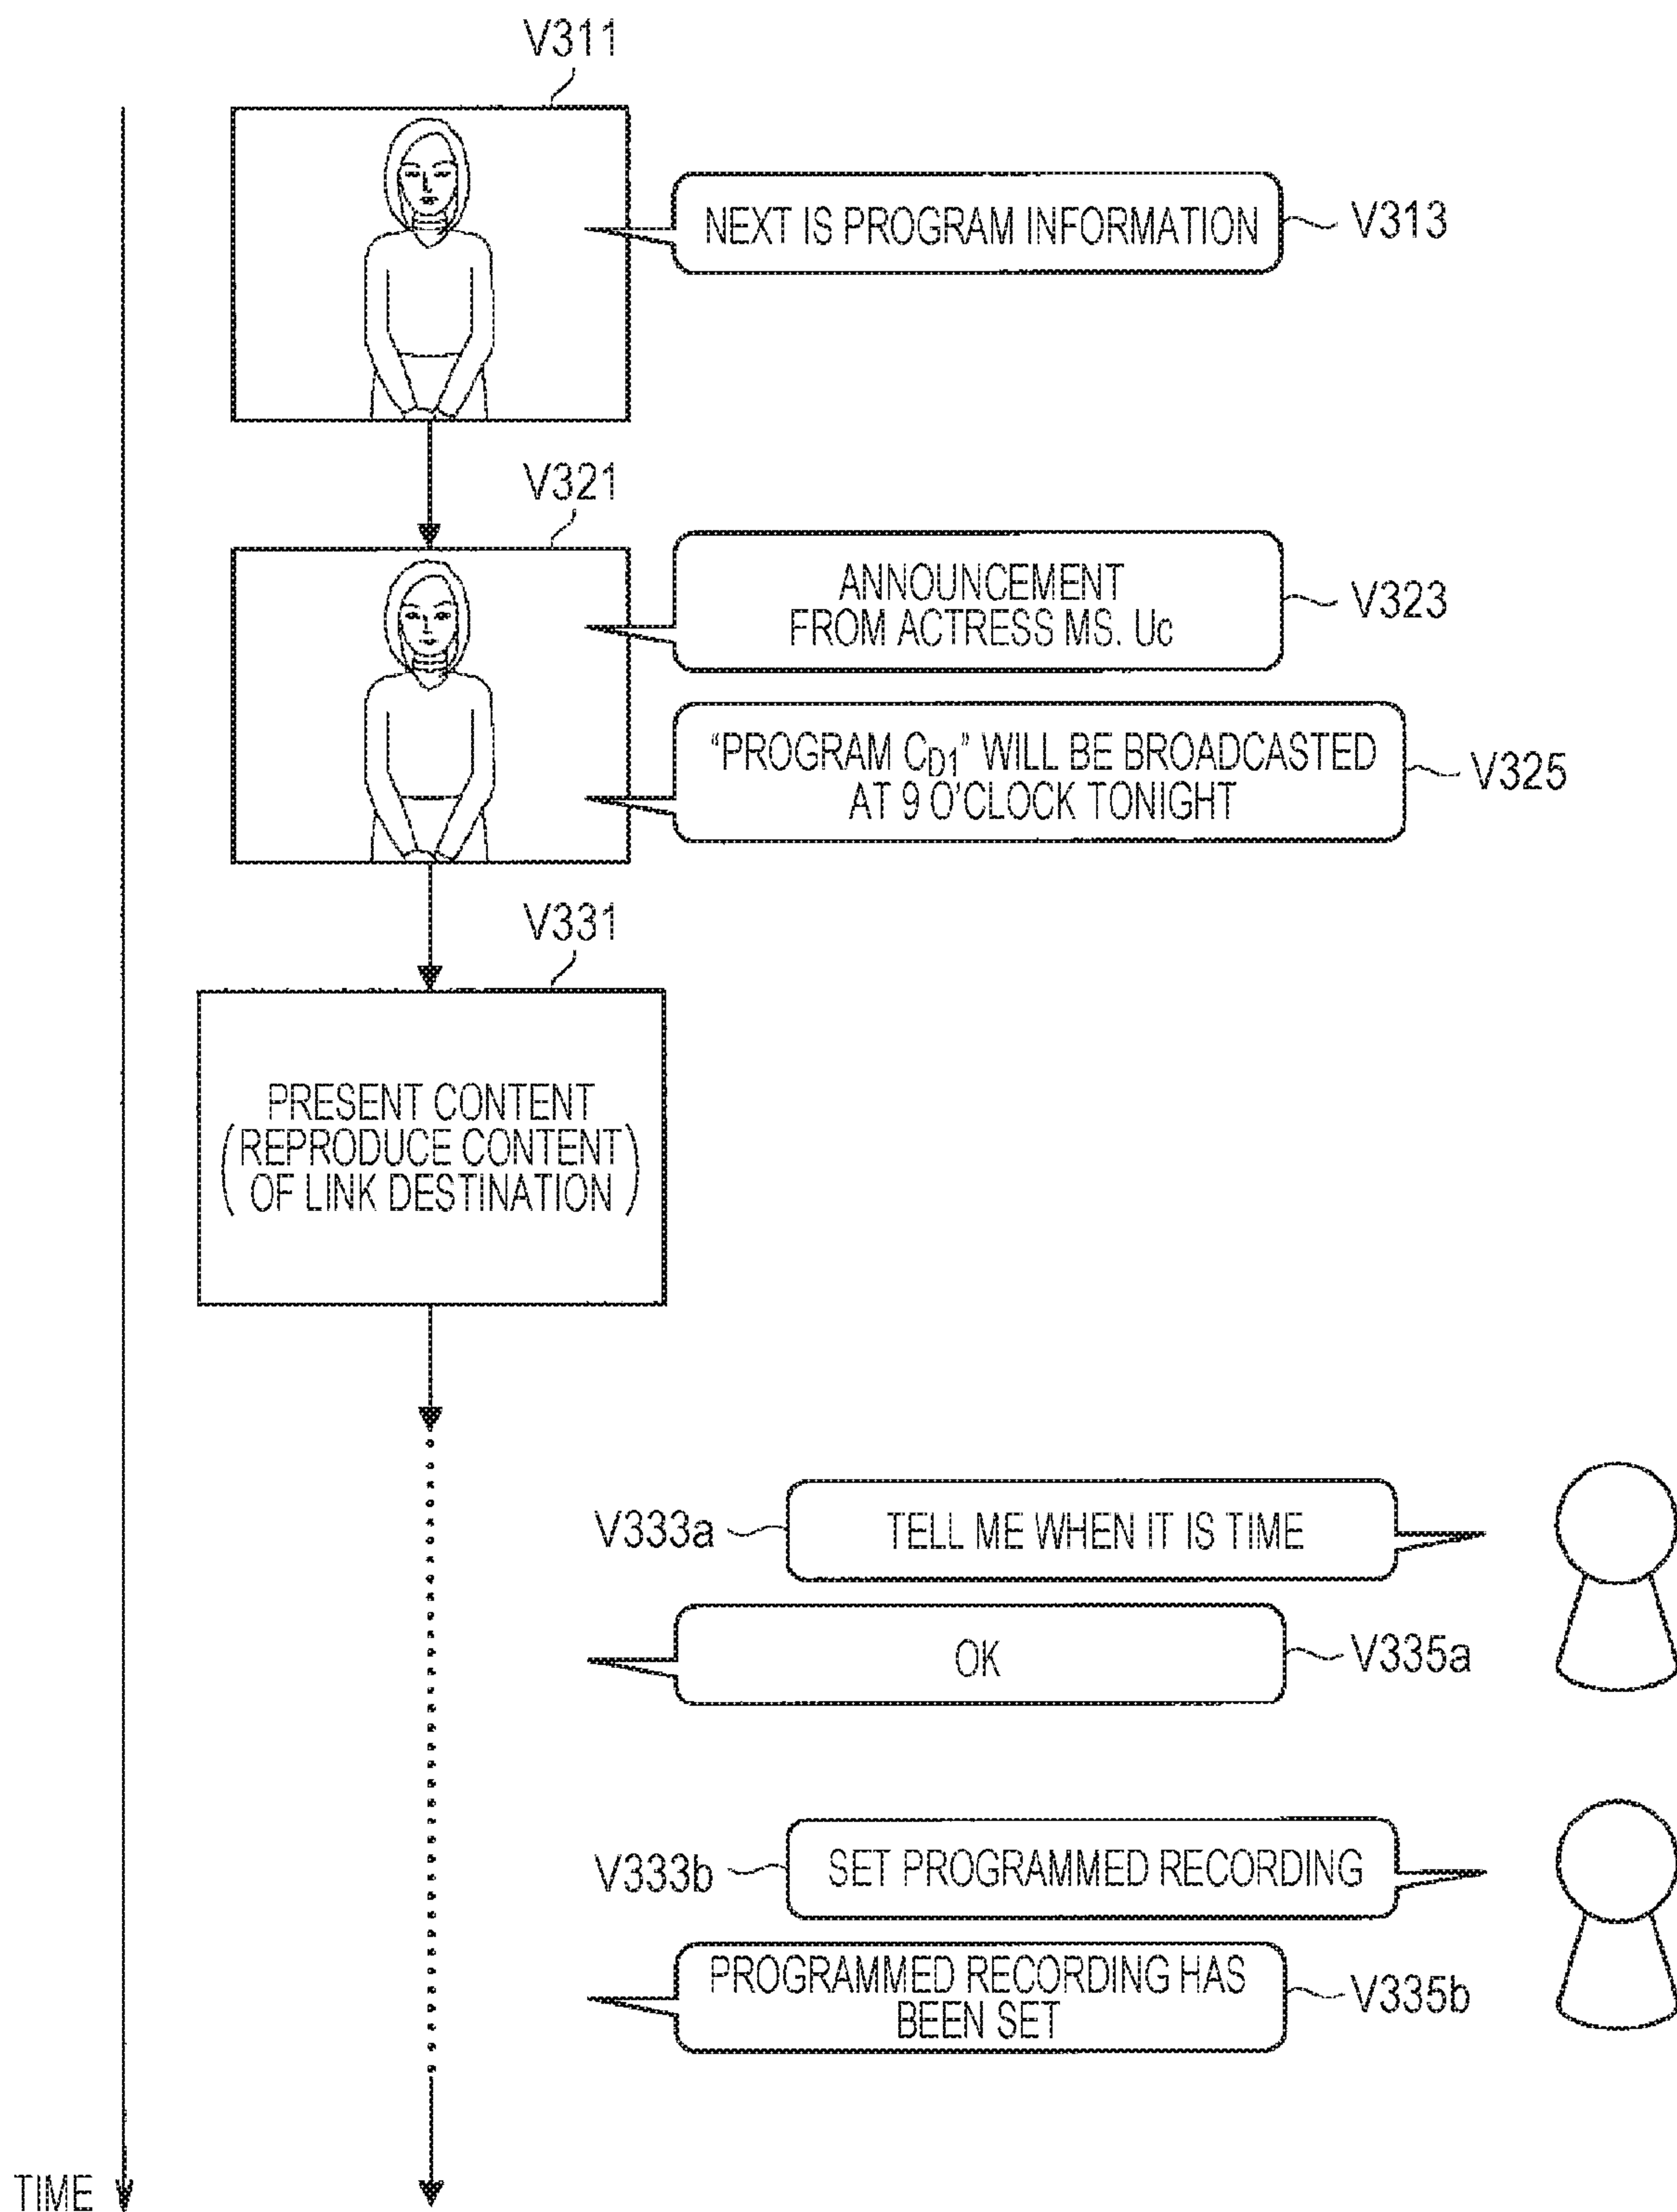 V311
NEXT IS PROGRAM INFORMATION
V313
V321
ANNOUNCEMENT
FROM ACTRESS MS. Uc
V323
"PROGRAM CD1" WILL BE BROADCASTED
AT 9 O'CLOCK TONIGHT
V325
V331
PRESENT CONTENT
(REPRODUCE CONTENT
OF LINK DESTINATION)
V333a
TELL ME WHEN IT IS TIME
OK
V335a
V333b
SET PROGRAMMED RECORDING
PROGRAMMED RECORDING HAS
BEEN SET
V335b
TIME